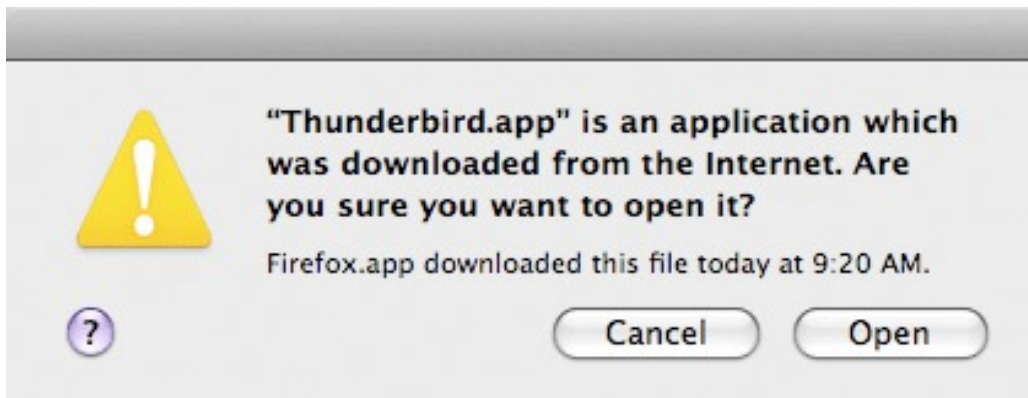 “Thunderbird.app” is an application which
was downloaded from the Internet. Are
you sure you want to open it?
Firefox.app downloaded this file today at 9:20 AM.
?
Cancel
Open